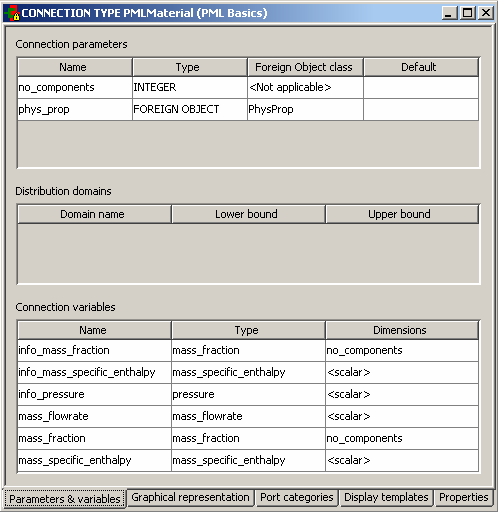 CONNECTION TYPE PMLMaterial (PML Basics)
Connection parameters
Name Type Foreign Object class Default
no_components INTEGER <Not applicable>
phys_prop FOREIGN OBJECT PhysProp
Distribution domains
Domain name Lower bound Upper bound
Connection variables
Name Type Dimensions
info_mass_fraction mass_fraction no_components
info_mass_specific_enthalpy mass_specific_enthalpy <scalar>
info_pressure pressure <scalar>
mass_flowrate mass_flowrate <scalar>
mass_fraction mass_fraction no_components
mass_specific_enthalpy mass_specific_enthalpy <scalar>
Parameters & variables Graphical representation Port categories Display templates Properties